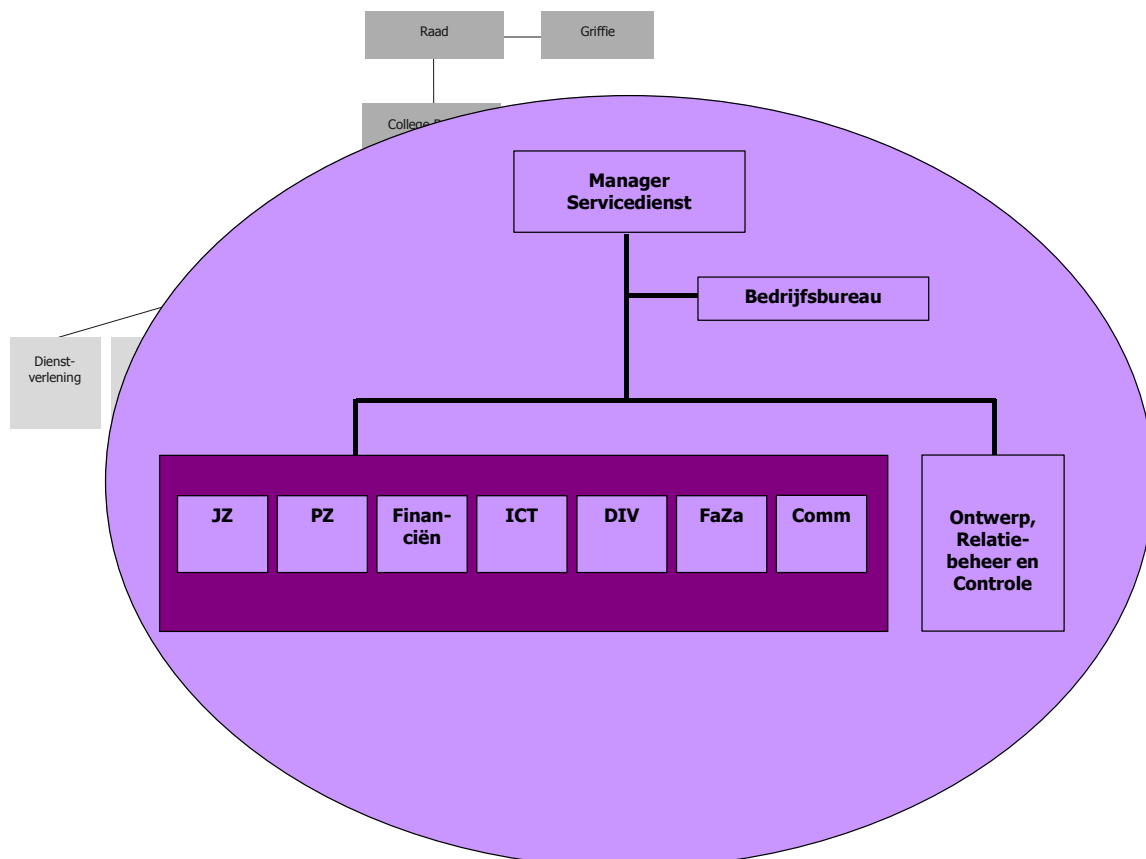 Raad
Griffie
College
Manager
Servicedienst
Bedrijfsbureau
Dienst-
verlening
JZ
PZ
Finan-
ciën
ICT
DIV
FaZa
Comm
Ontwerp,
Relatie-
beheer en
Controle